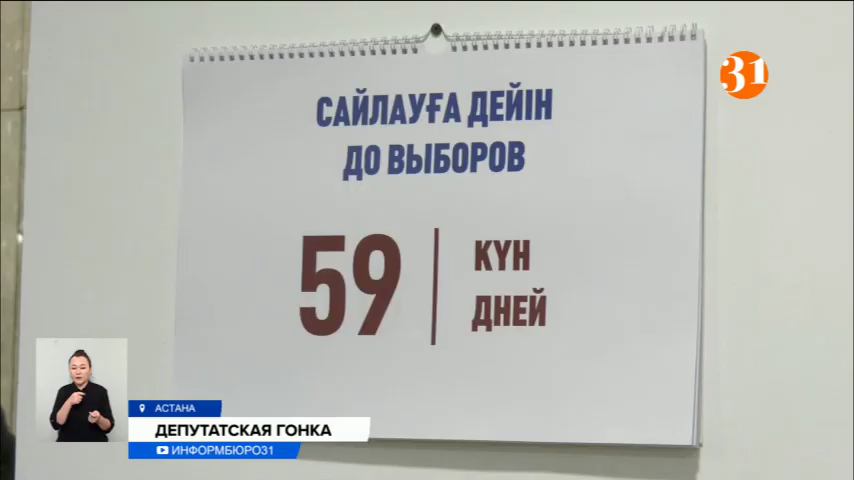 31
САЙЛАУҒА ДЕЙІН
ДО ВЫБОРОВ
59
КҮН
ДНЕЙ
АСТАНА
ДЕПУТАТСКАЯ ГОНКА
ИНФОРМБЮРО31